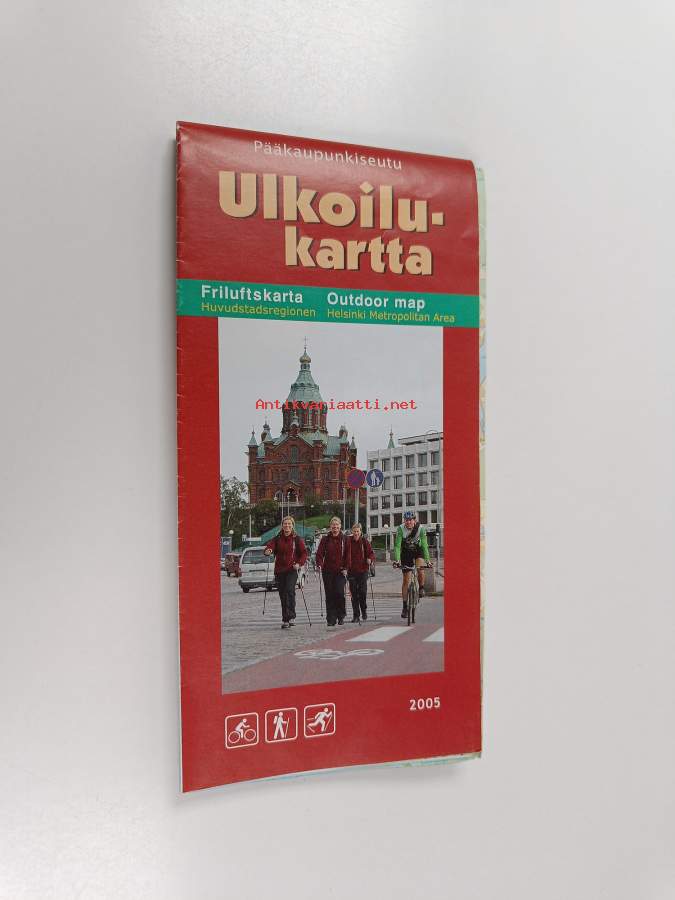 Pääkaupunkiseutu
Ulkoilu-
kartta
Friluftskarta Outdoor map
Huvudstadsregionen Helsinki Metropolitan Area
Antikvariaatti.net
2005